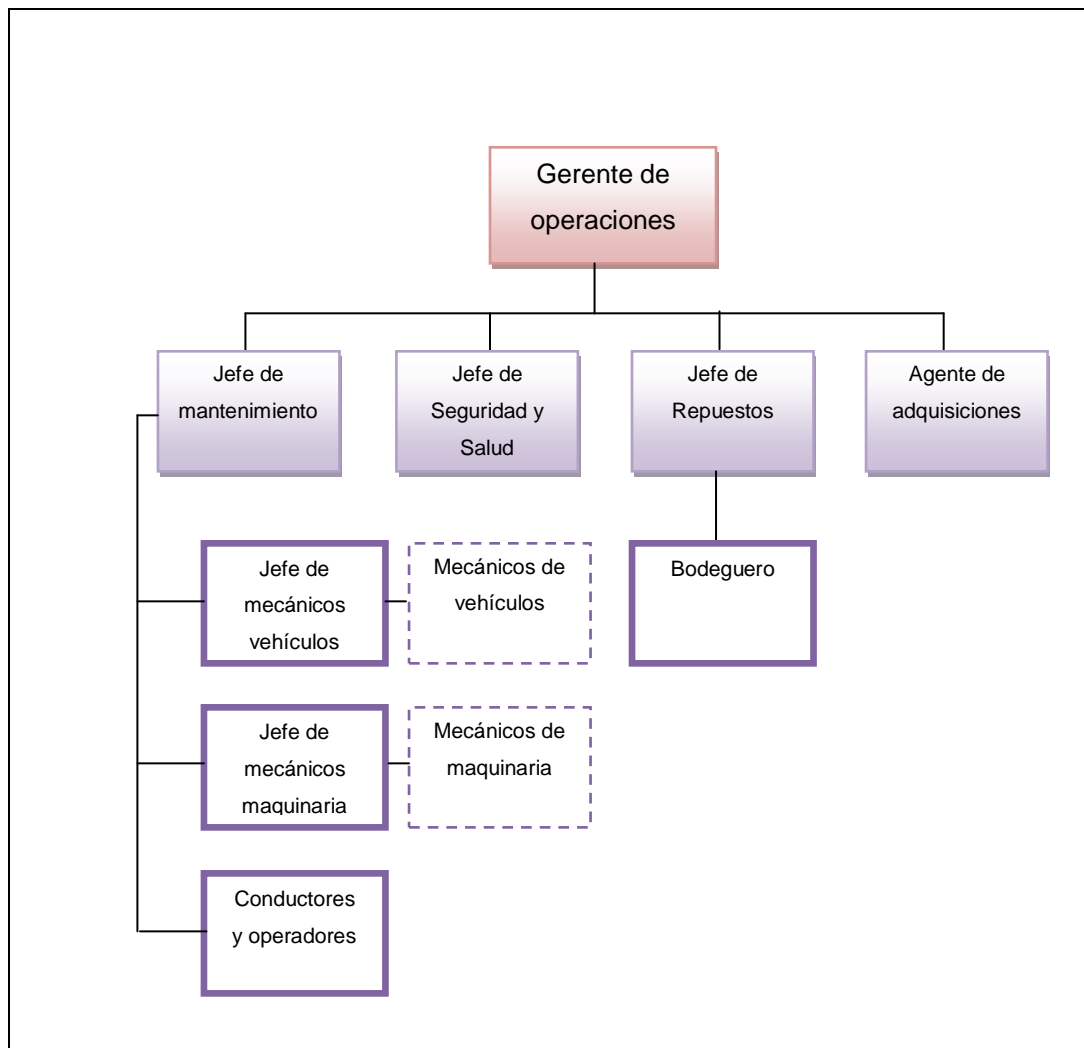 Gerente de
operaciones
Jefe de
mantenimiento
Jefe de
Seguridad y
Salud
Jefe de
Repuestos
Agente de
adquisiciones
Jefe de
mecánicos
vehículos
Mecánicos de
vehículos
Bodeguero
Jefe de
mecánicos
maquinaria
Mecánicos de
maquinaria
Conductores
y operadores